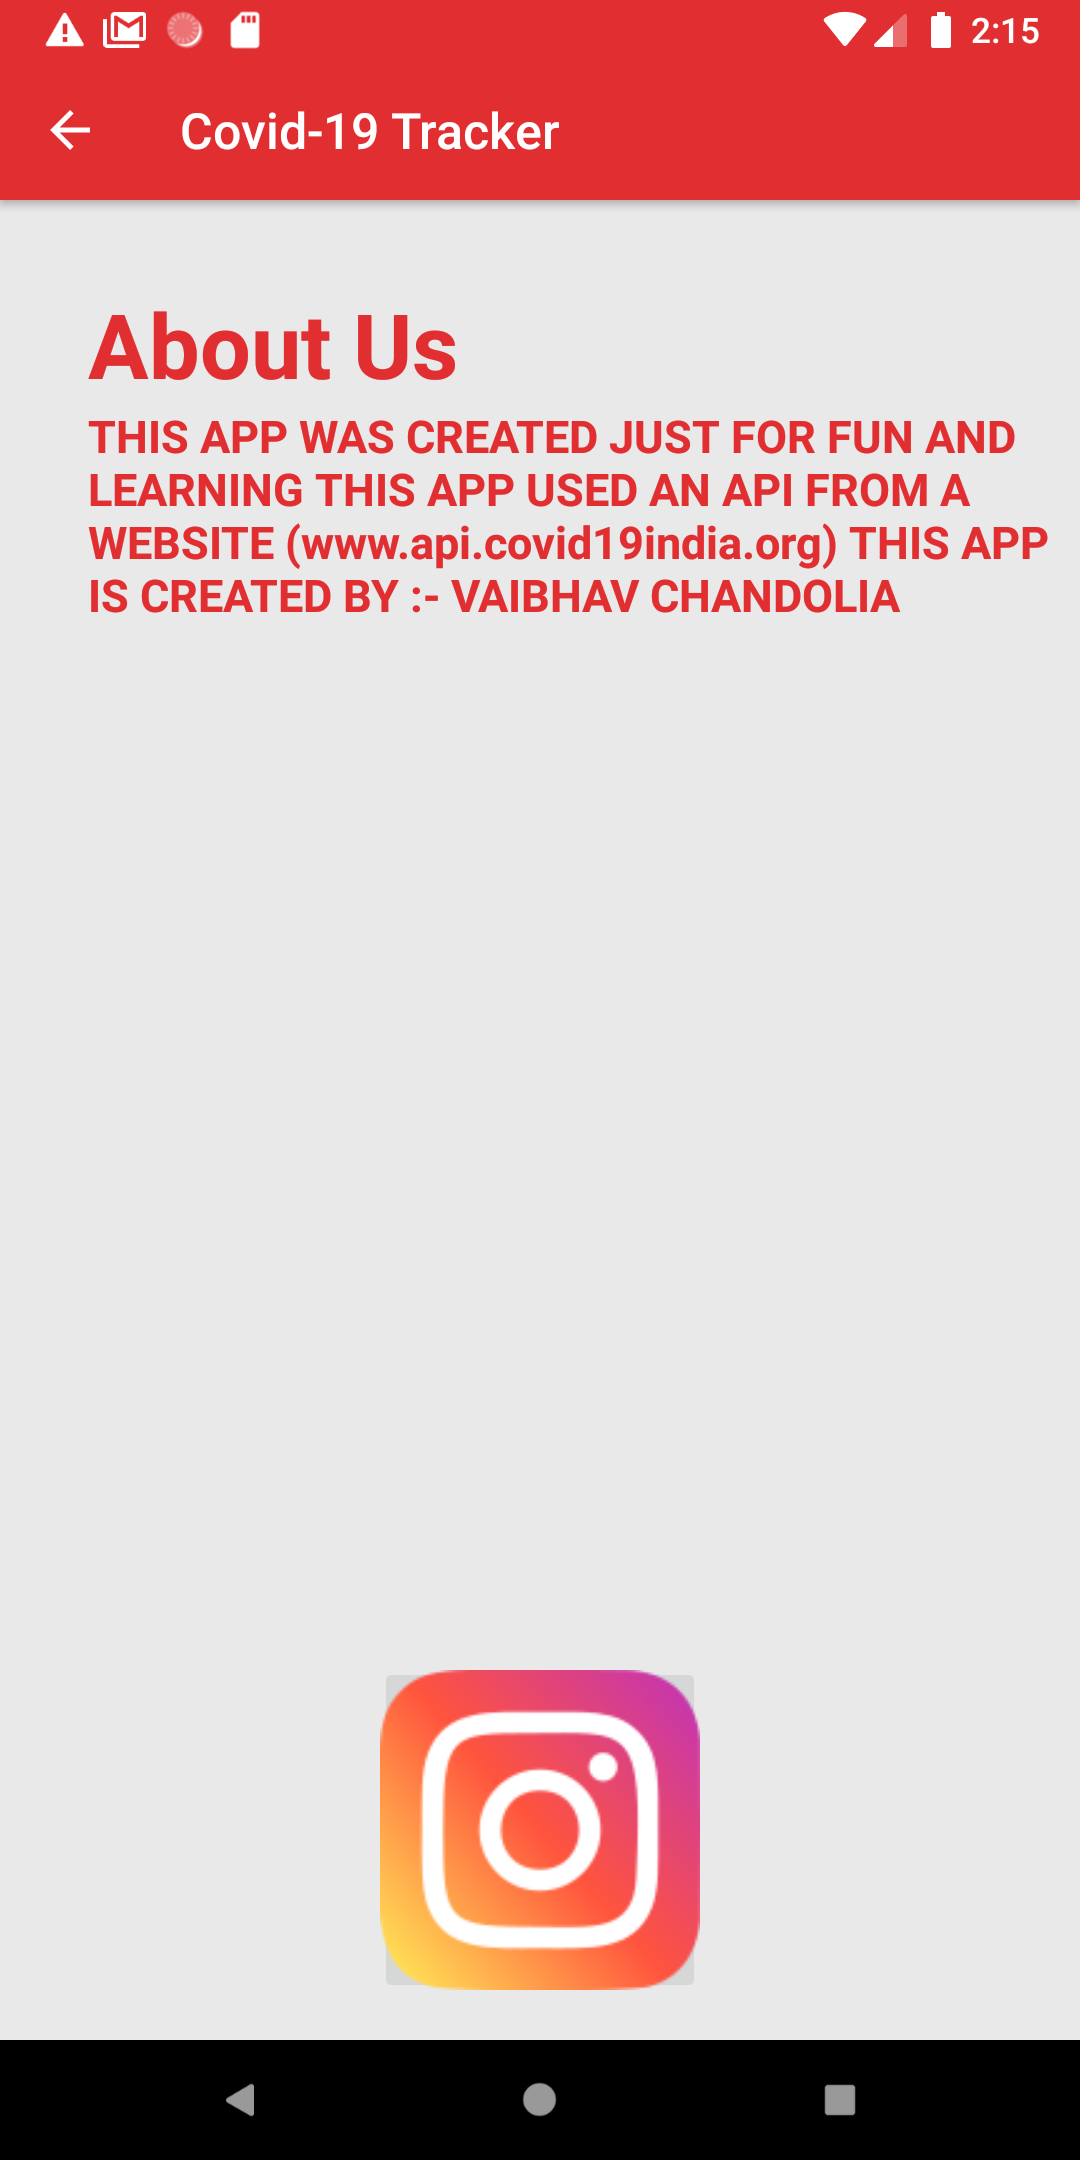 2:15
Covid-19 Tracker
About Us
THIS APP WAS CREATED JUST FOR FUN AND
LEARNING THIS APP USED AN API FROM A
WEBSITE (www.api.covid19india.org) THIS APP
IS CREATED BY :- VAIBHAV CHANDOLIA